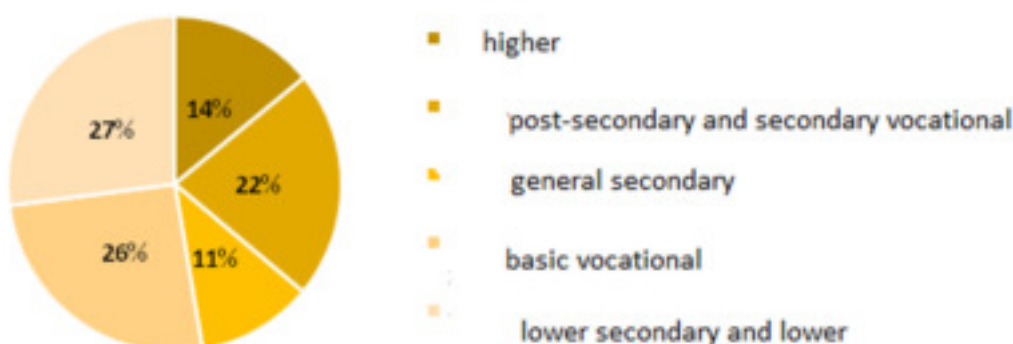 higher
14%
27%
post-secondary and secondary vocational
general secondary
22%
26%
11%
basic vocational
lower secondary and lower